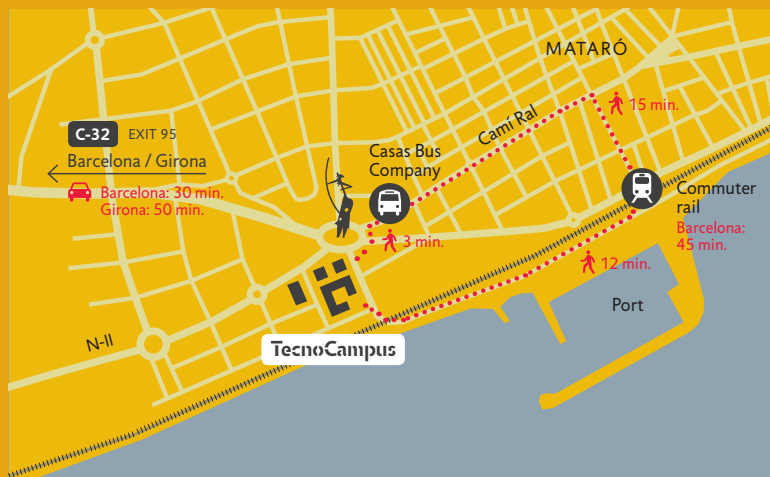 MATARÓ
15 min.
Camí Ral
C-32 EXIT 95
Barcelona / Girona
Barcelona: 30 min.
Girona: 50 min.
Casas Bus
Company
Commuter
rail
Barcelona:
45 min.
3 min.
12 min.
Port
N-II
TecnoCampus